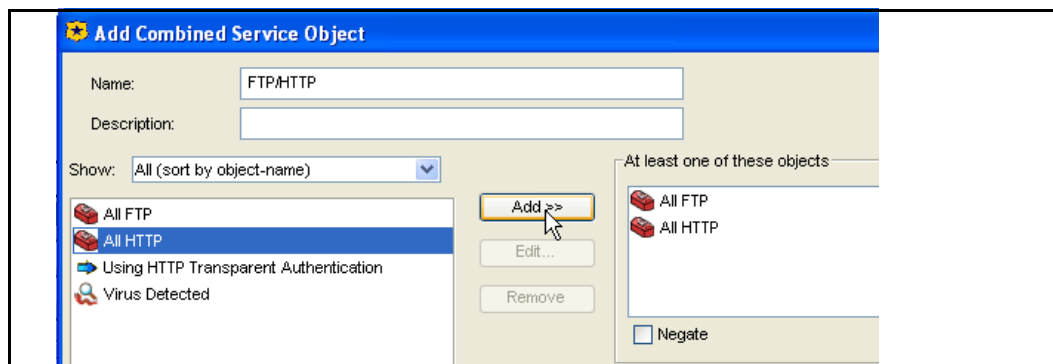 Add Combined Service Object
Name: FTP/HTTP
Description:
Show: All (sort by object-name)
All FTP
All HTTP
Using HTTP Transparent Authentication
Virus Detected
Add >>
Edit...
Remove
At least one of these objects
All FTP
All HTTP
Negate